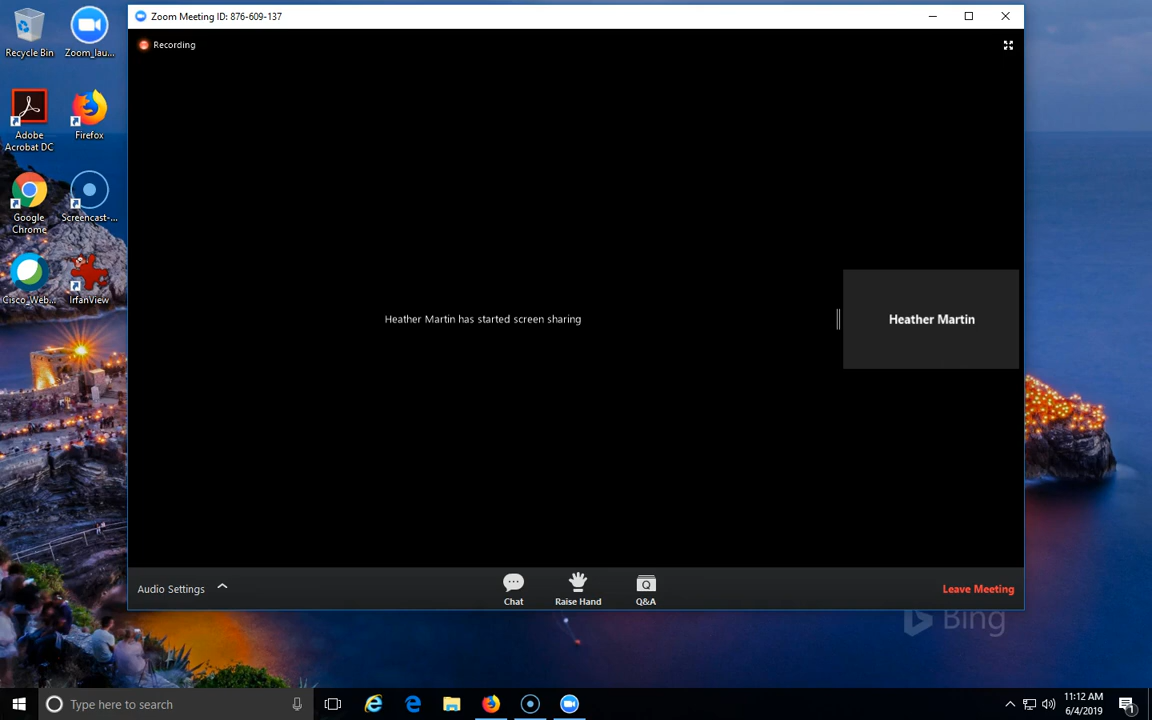 Zoom Meeting ID: 876-609-137
Recording
Recycle Bin
Zoom_lau...
Adobe
Acrobat DC
Firefox
Google
Chrome
Screencast-...
Cisco_Web...
IrfanView
Heather Martin has started screen sharing
Heather Martin
Audio Settings
Chat
Raise Hand
Q
Q&A
Leave Meeting
Bing
Type here to search
11:12 AM
6/4/2019
1